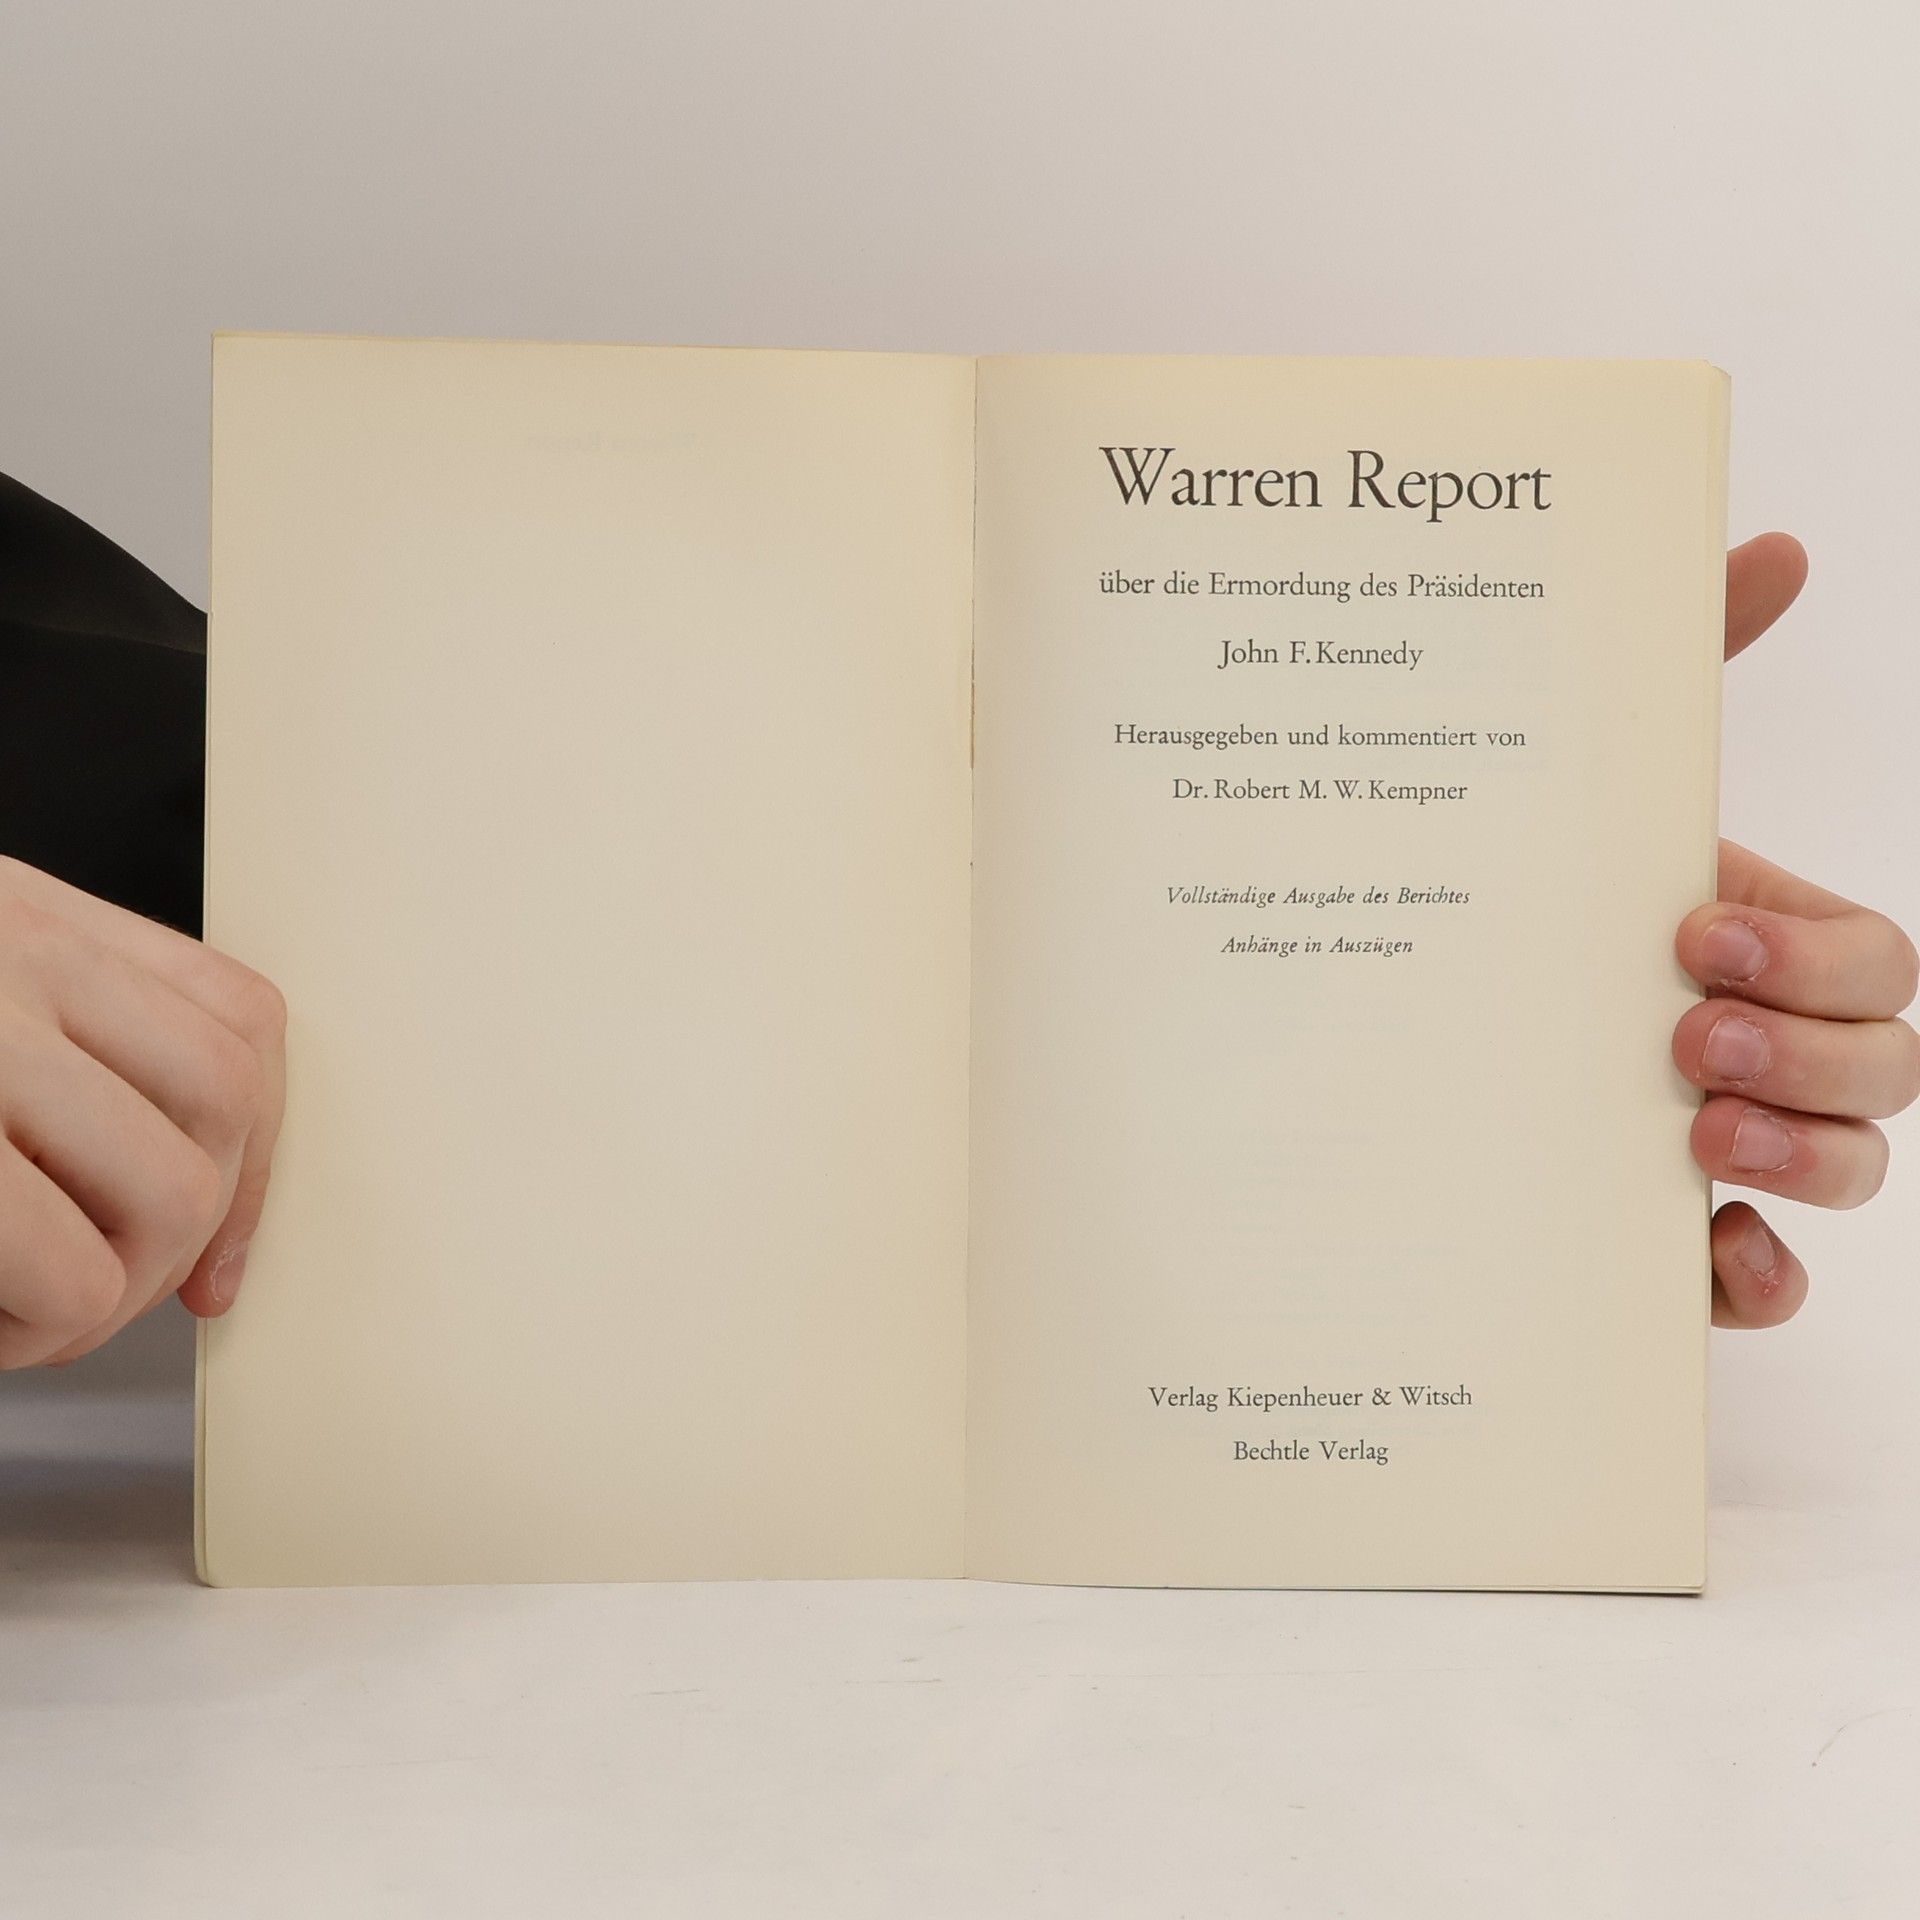 Warren Report
über die Ermordung des Präsidenten
John F. Kennedy
Herausgegeben und kommentiert von
Dr. Robert M. W. Kempner
Vollständige Ausgabe des Berichtes
Anhänge in Auszügen
Verlag Kiepenheuer & Witsch
Bechtle Verlag